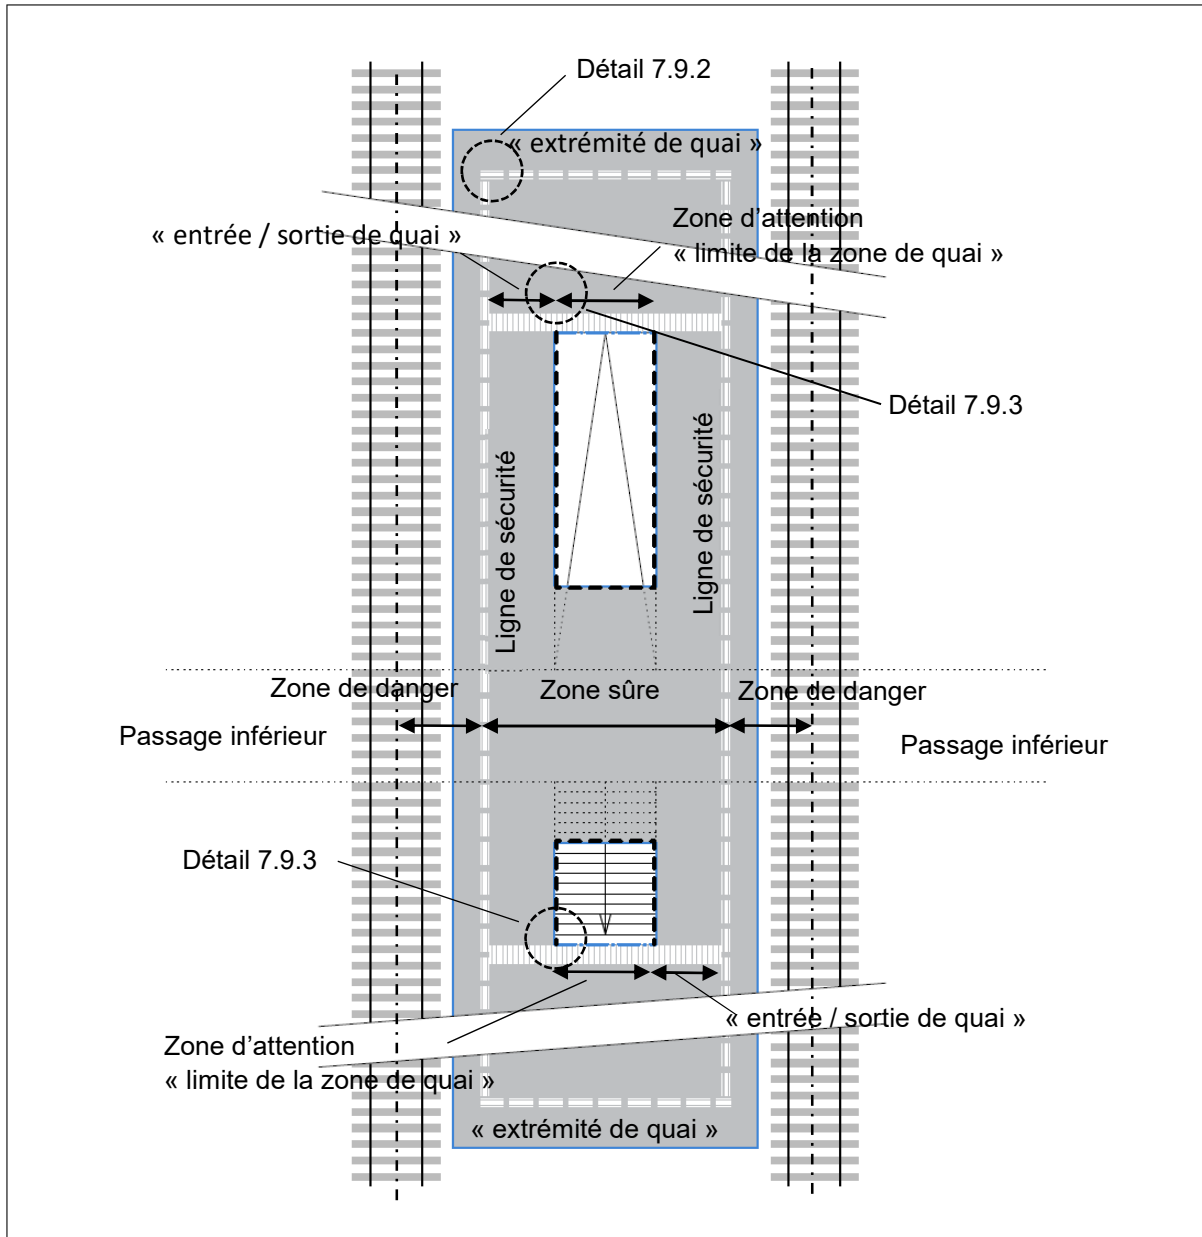 Détail 7.9.2
« extrémité de quai »
Zone d'attention
« limite de la zone de quai »
« entrée / sortie de quai »
Détail 7.9.3
Ligne de sécurité
Ligne de sécurité
Zone de danger
Zone sûre
Zone de danger
Passage inférieur
Passage inférieur
Détail 7.9.3
« entrée / sortie de quai »
Zone d'attention
« limite de la zone de quai »
« extrémité de quai »